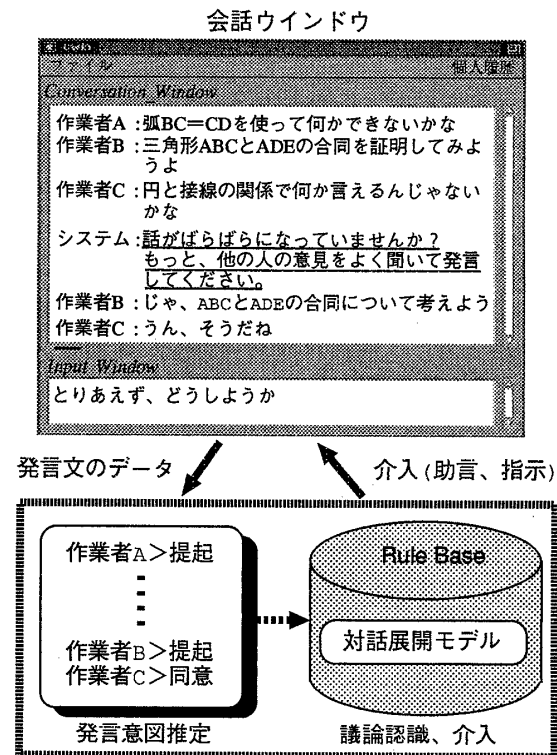 会話ウインドウ
ファイル 個人履歴
Conversation_Window
作業者A :弧BC=CDを使って何かできないかな
作業者B :三角形ABCとADEの合同を証明してみよ
うよ
作業者C :円と接線の関係で何か言えるんじゃない
かな
システム :話がばらばらになっていませんか?
もっと、他の人の意見をよく聞いて発言
してください。
作業者B :じゃ、ABCとADEの合同について考えよう
作業者C :うん、そうだね
Input_Window
とりあえず、どうしようか
発言文のデータ 介入(助言、指示)
作業者A>提起
Rule Base
対話展開モデル
作業者B>提起
作業者C>同意
発言意図推定 議論認識、介入